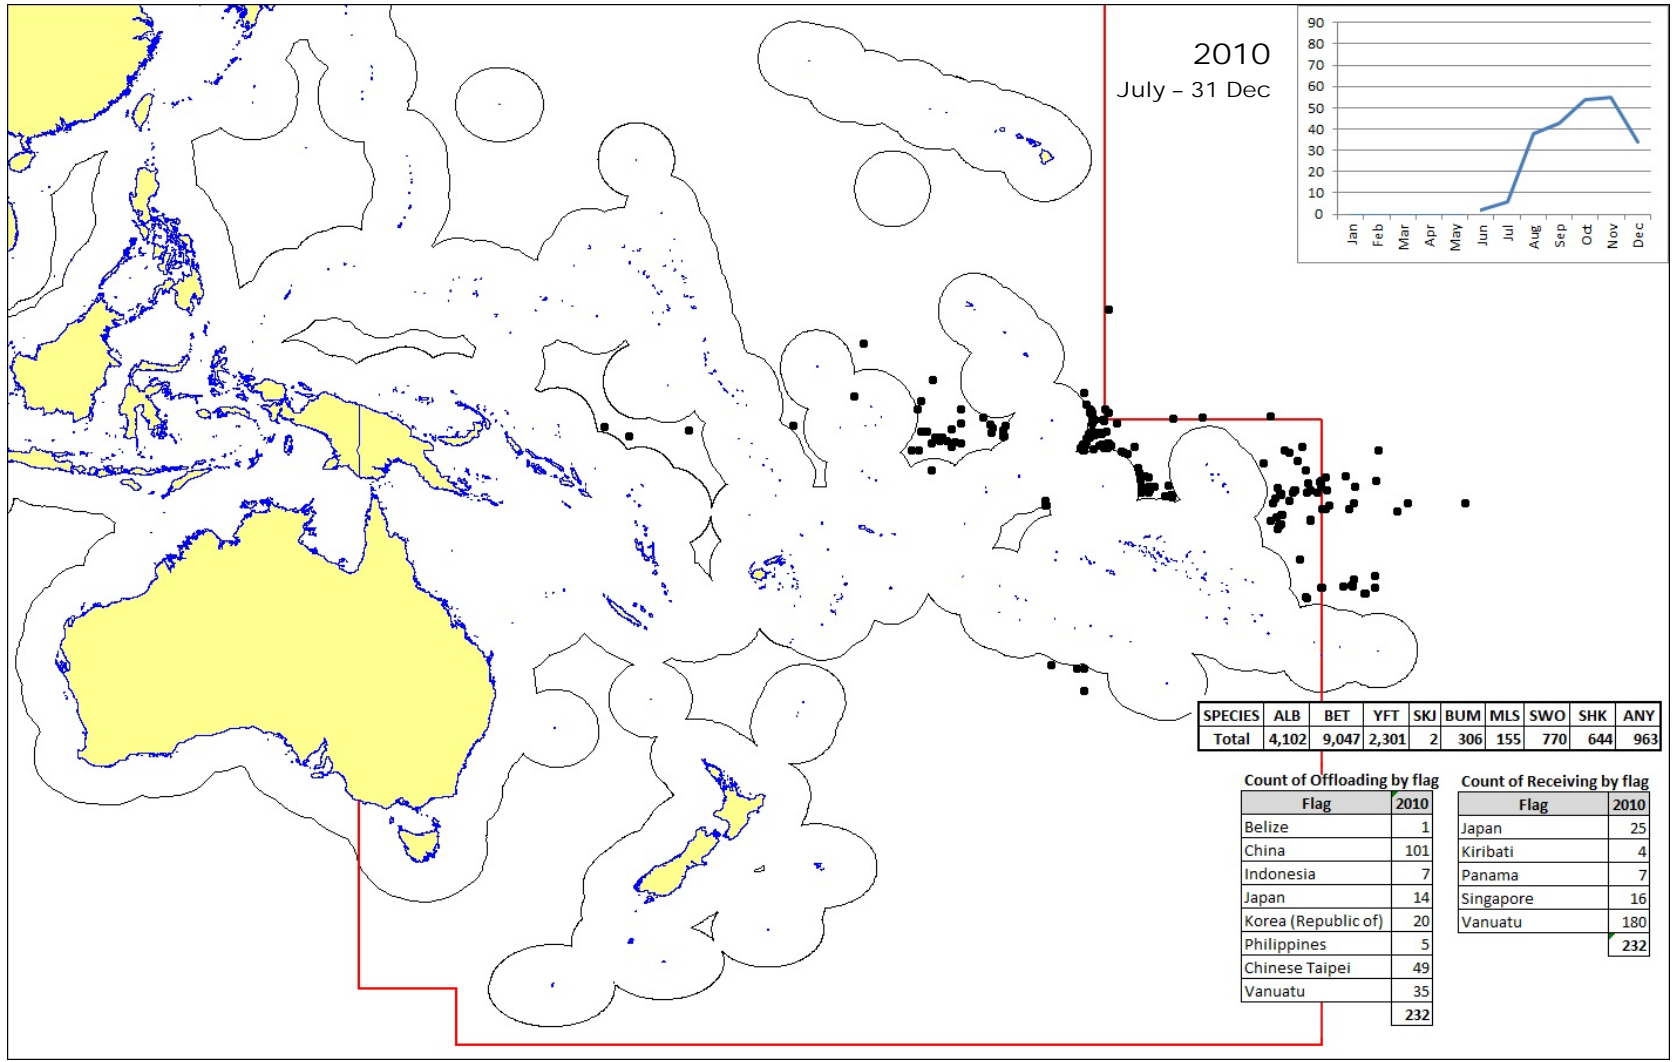 2010
July – 31 Dec
90
80
70
60
50
40
30
20
10
0
Jan Feb Mar Apr May Jun Jul Aug Sep Oct Nov Dec
SPECIES ALB BET YFT SKJ BUM MLS SWO SHK ANY
Total 4,102 9,047 2,301 2 306 155 770 644 963
Count of Offloading by flag
Flag 2010
Belize 1
China 101
Indonesia 7
Japan 14
Korea (Republic of) 20
Philippines 5
Chinese Taipei 49
Vanuatu 35
232
Count of Receiving by flag
Flag 2010
Japan 25
Kiribati 4
Panama 7
Singapore 16
Vanuatu 180
232